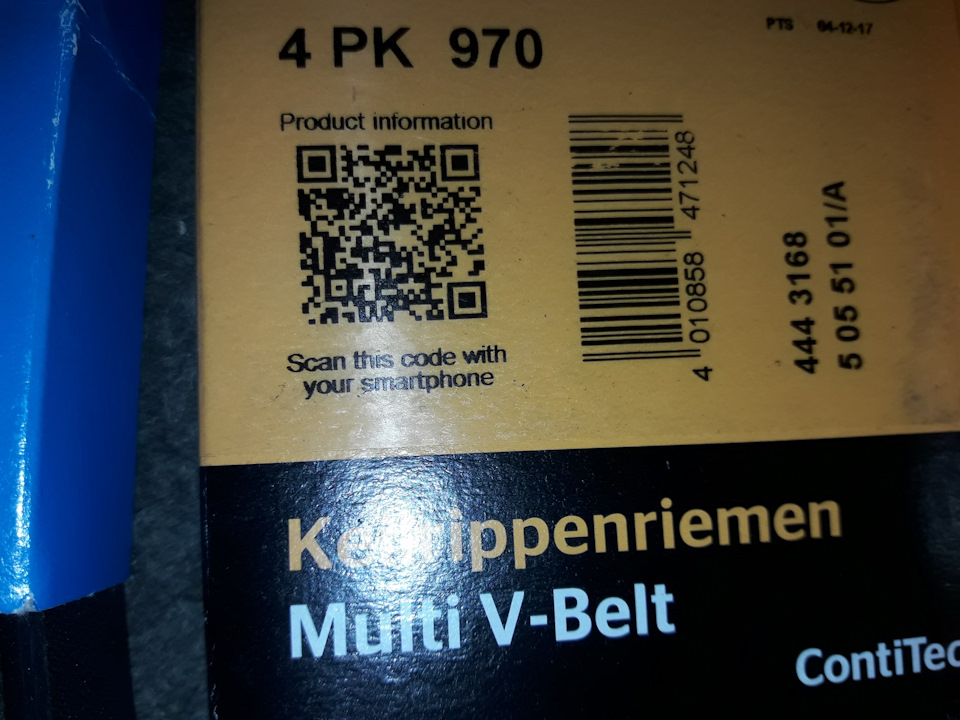 4 PK 970
PTS 04-12-17
Product information
Scan this code with
your smartphone
4 010858 471248
444 3168
5 05 51 01/A
Keilrippenriemen
Multi V-Belt
ContiTec